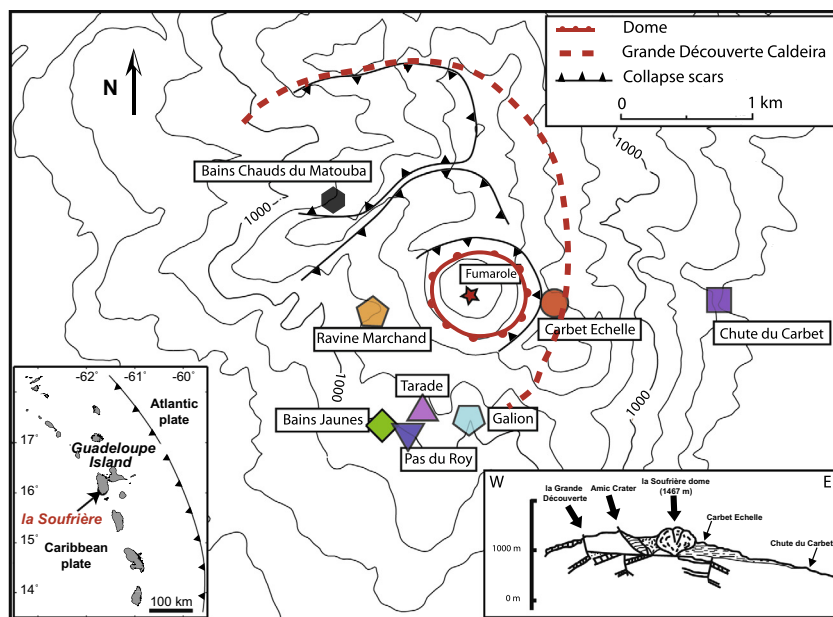 N
Dome
Grande Découverte Caldeira
Collapse scars
0
1 km
1000
Bains Chauds du Matouba
1000
Fumarole
Ravine Marchand
Carbet Echelle
Chute du Carbet
1000
1000
Tarade
Bains Jaunes
Galion
Pas du Roy
-62
-61
-60
Atlantic
plate
17
Guadeloupe
Island
16
la Soufrière
15
Caribbean
plate
14
100 km
W
E
la Grande
Découverte
Amic Crater
la Soufrière dome
(1467 m)
Carbet Echelle
1000 m
Chute du Carbet
0 m